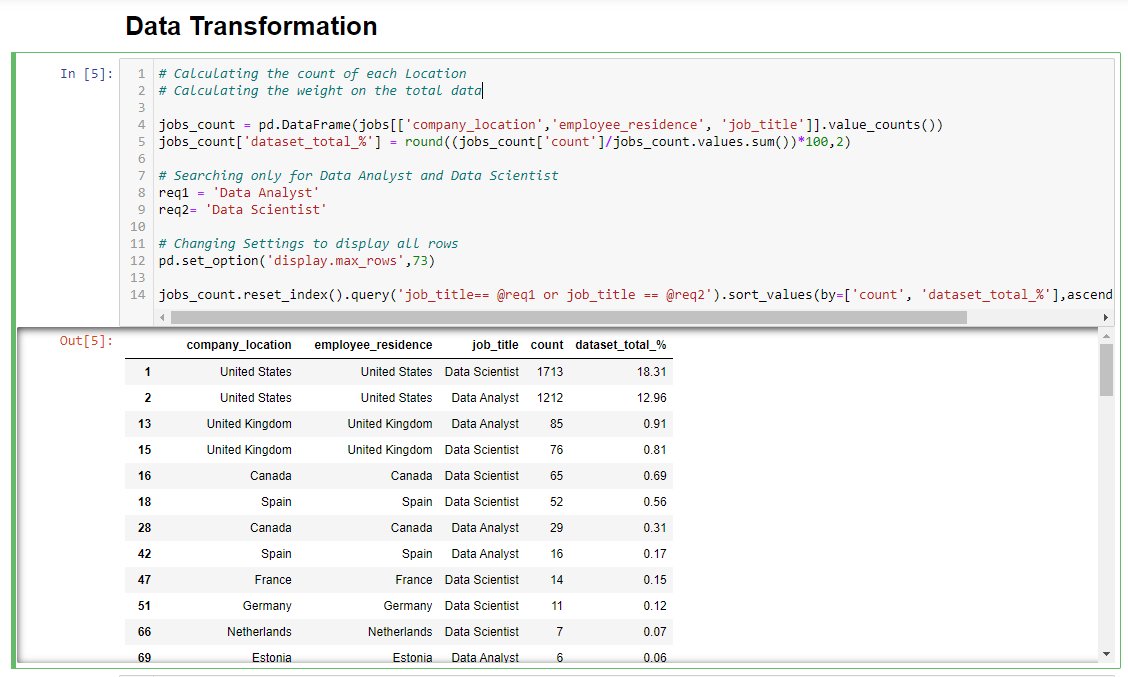 Data Transformation
In [5]:
1 # Calculating the count of each Location
2 # Calculating the weight on the total data
3
4 jobs_count = pd.DataFrame(jobs[['company_location','employee_residence', 'job_title']].value_counts())
5 jobs_count['dataset_total_%'] = round((jobs_count['count']/jobs_count.values.sum())*100,2)
6
7 # Searching only for Data Analyst and Data Scientist
8 req1 = 'Data Analyst'
9 req2= 'Data Scientist'
10
11 # Changing Settings to display all rows
12 pd.set_option('display.max_rows',73)
13
14 jobs_count.reset_index().query('job_title== @req1 or job_title == @req2').sort_values(by=['count', 'dataset_total_%'],ascend
Out[5]:
company_location employee_residence job_title count dataset_total_%
1 United States United States Data Scientist 1713 18.31
2 United States United States Data Analyst 1212 12.96
13 United Kingdom United Kingdom Data Analyst 85 0.91
15 United Kingdom United Kingdom Data Scientist 76 0.81
16 Canada Canada Data Scientist 65 0.69
18 Spain Spain Data Scientist 52 0.56
28 Canada Canada Data Analyst 29 0.31
42 Spain Spain Data Analyst 16 0.17
47 France France Data Scientist 14 0.15
51 Germany Germany Data Scientist 11 0.12
66 Netherlands Netherlands Data Scientist 7 0.07
69 Estonia Estonia Data Analyst 6 0.06